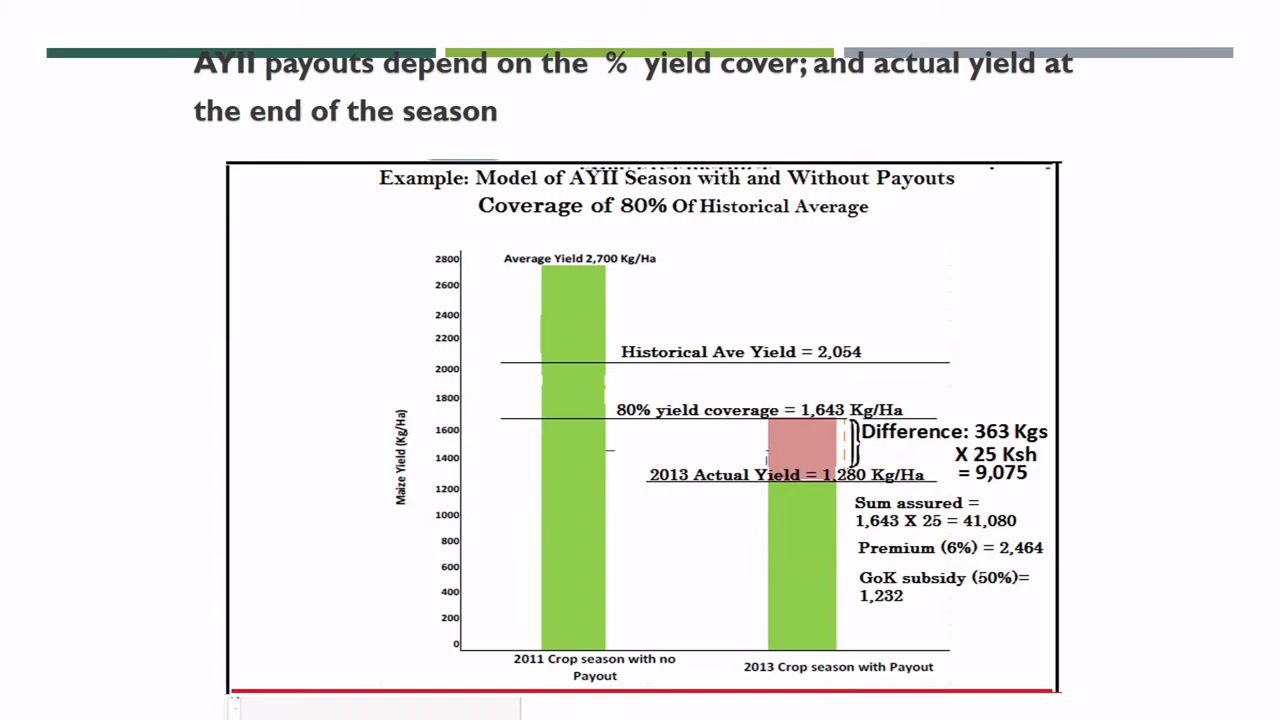 AYII payouts depend on the % yield cover; and actual yield at
the end of the season
Example: Model of AYII Season with and Without Payouts
Coverage of 80% Of Historical Average
Average Yield 2,700 Kg/Ha
2800
2600
2400
2200
2000
1800
1600
1400
1200
1000
800
600
400
200
0
Maize Yield (Kg/Ha)
Historical Ave Yield = 2,054
80% yield coverage = 1,643 Kg/Ha
Difference: 363 Kgs
X 25 Ksh
= 9,075
2013 Actual Yield = 1,280 Kg/Ha
Sum assured =
1,643 X 25 = 41,080
Premium (6%) = 2,464
GoK subsidy (50%)=
1,232
2011 Crop season with no
Payout
2013 Crop season with Payout